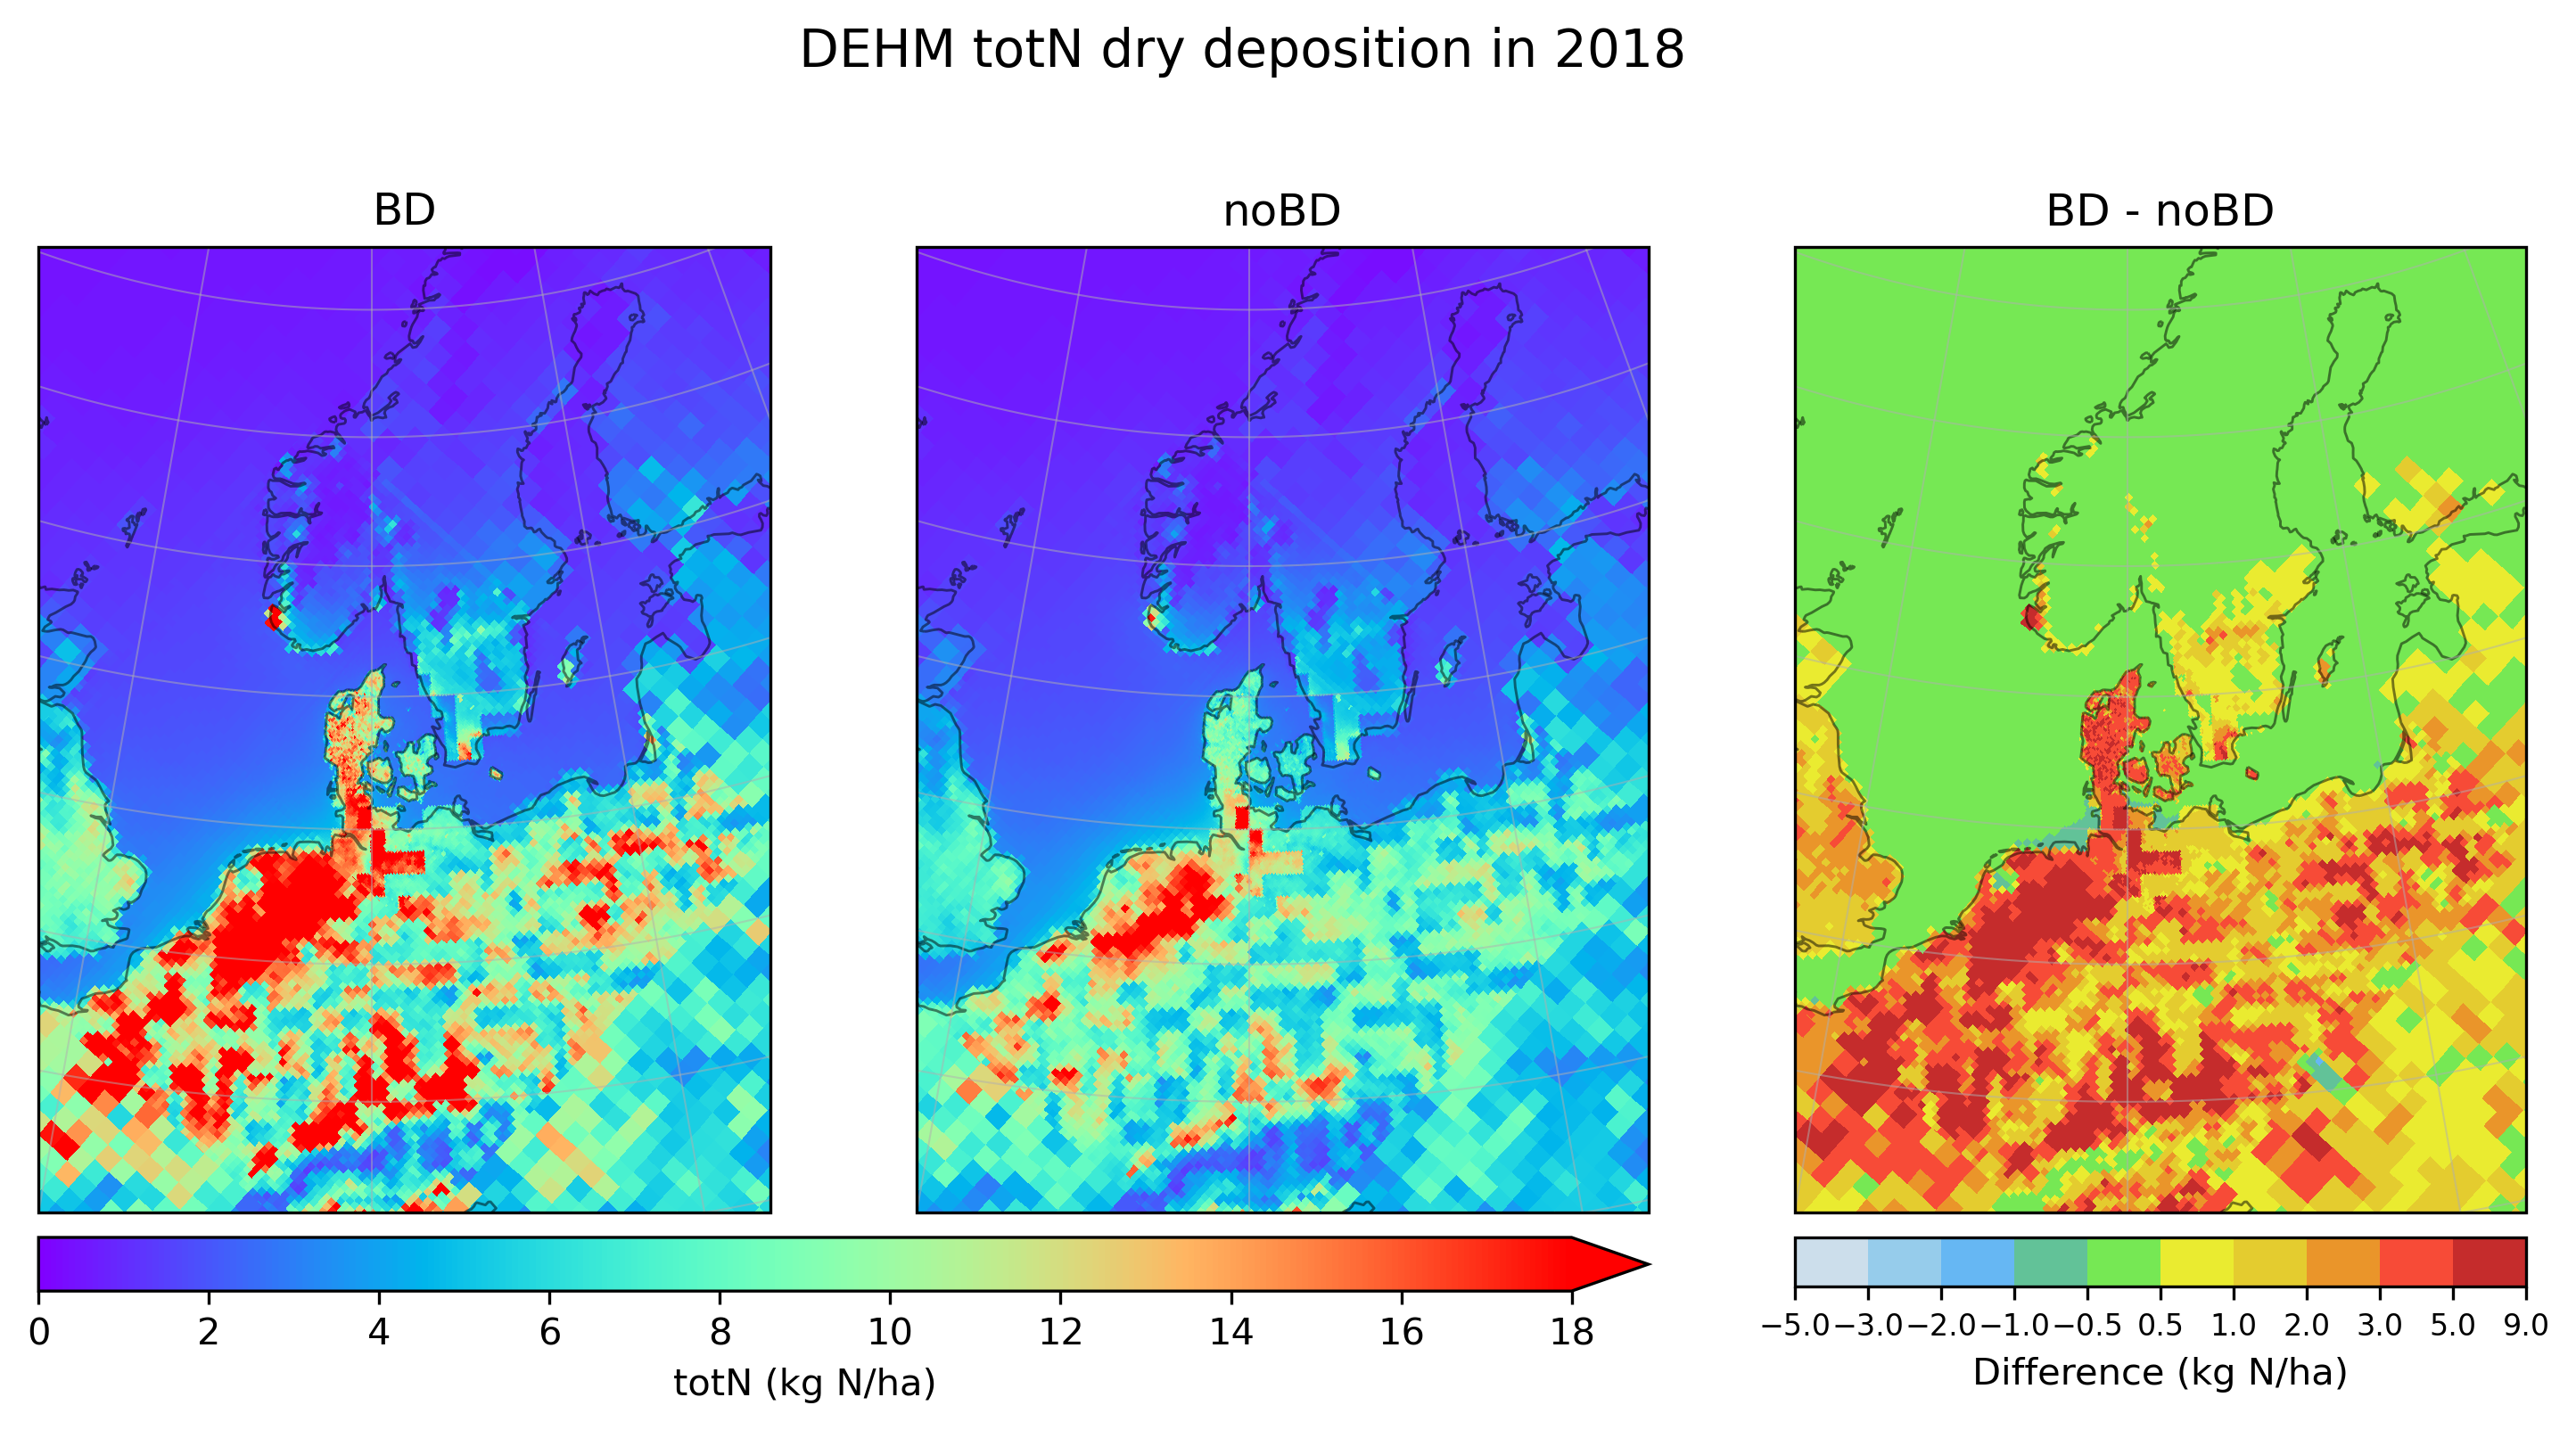 DEHM totN dry deposition in 2018
BD
noBD
BD - noBD
0 2 4 6 8 10 12 14 16 18
totN (kg N/ha)
−5.0 −3.0 −2.0 −1.0 −0.5 0.5 1.0 2.0 3.0 5.0 9.0
Difference (kg N/ha)